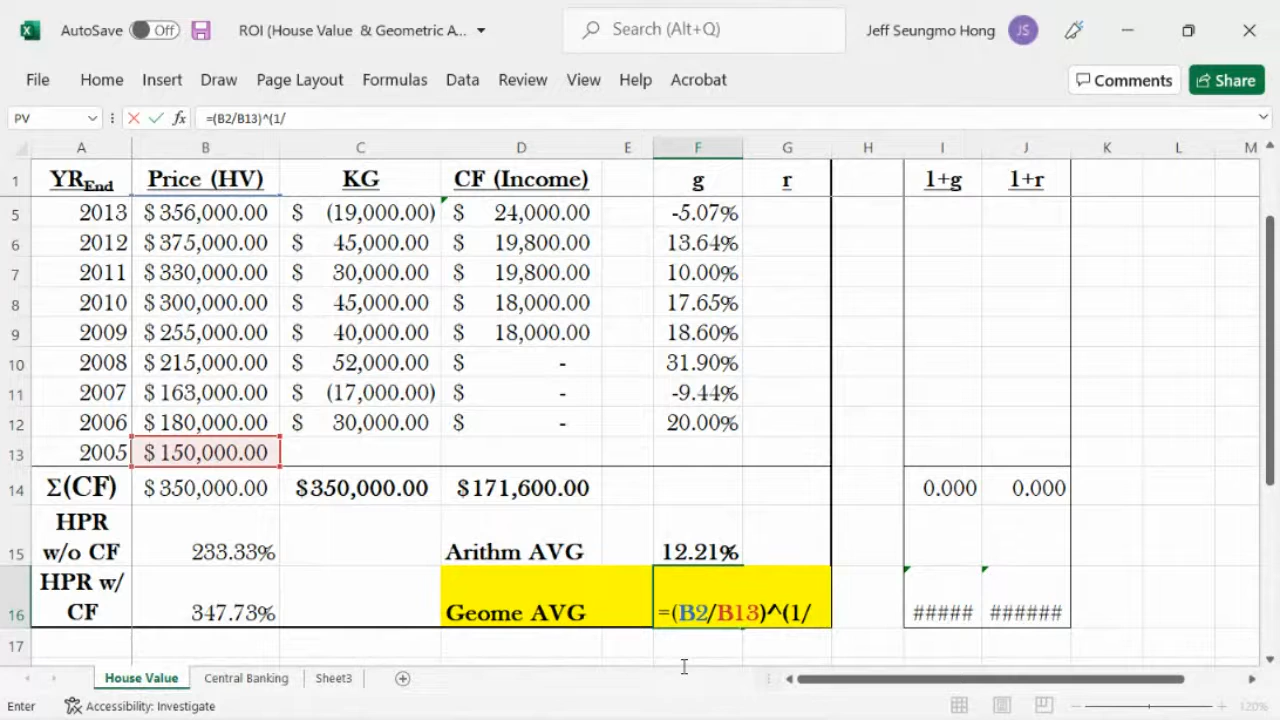 AutoSave Off ROI (House Value & Geometric A... Search (Alt+Q) Jeff Seungmo Hong JS
File Home Insert Draw Page Layout Formulas Data Review View Help Acrobat Comments Share
PV fx =(B2/B13)^(1/
A B C D E F G H I J K L M
1 YREnd Price (HV) KG CF (Income) g r 1+g 1+r
5 2013 $ 356,000.00 $ (19,000.00) $ 24,000.00 -5.07%
6 2012 $ 375,000.00 $ 45,000.00 $ 19,800.00 13.64%
7 2011 $ 330,000.00 $ 30,000.00 $ 19,800.00 10.00%
8 2010 $ 300,000.00 $ 45,000.00 $ 18,000.00 17.65%
9 2009 $ 255,000.00 $ 40,000.00 $ 18,000.00 18.60%
10 2008 $ 215,000.00 $ 52,000.00 $ - 31.90%
11 2007 $ 163,000.00 $ (17,000.00) $ - -9.44%
12 2006 $ 180,000.00 $ 30,000.00 $ - 20.00%
13 2005 $ 150,000.00
14 Σ(CF) $ 350,000.00 $350,000.00 $171,600.00 0.000 0.000
HPR
15 w/o CF 233.33% Arithm AVG 12.21%
HPR w/
16 CF 347.73% Geome AVG =(B2/B13)^(1/ ##### ######
17
House Value Central Banking Sheet3
Enter Accessibility: Investigate 120%